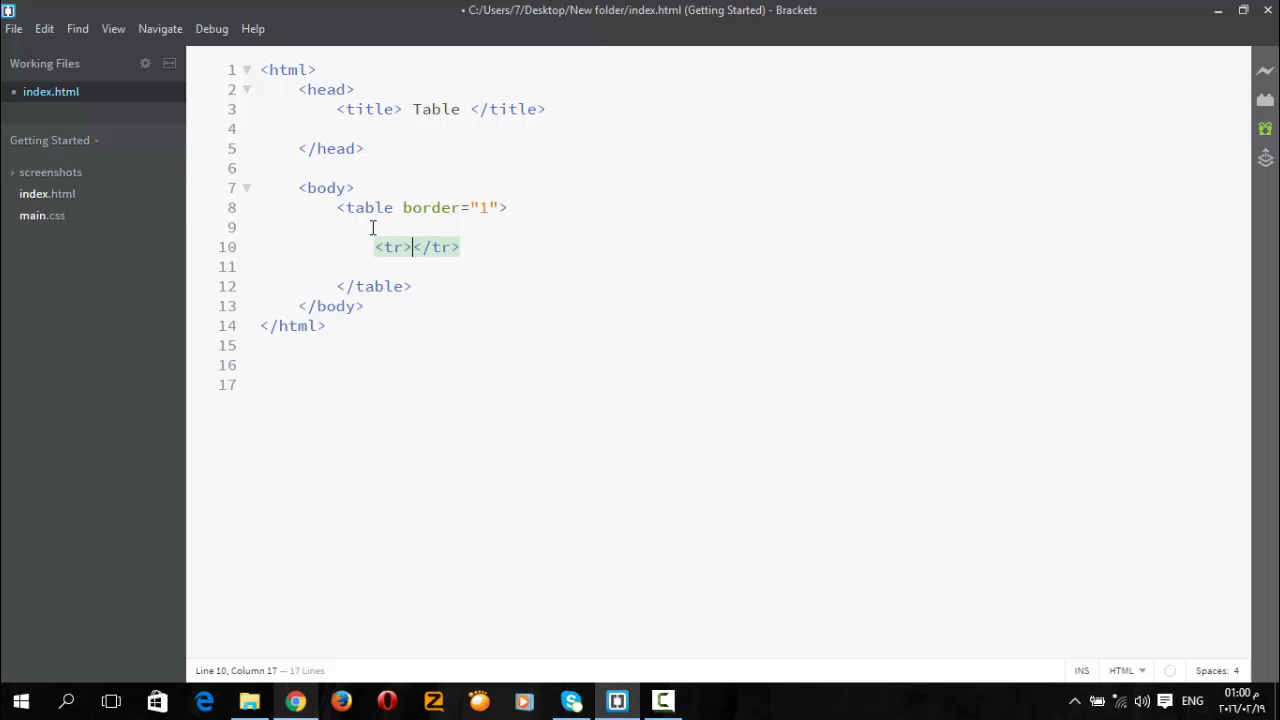 • C:/Users/7/Desktop/New folder/index.html (Getting Started) - Brackets
File Edit Find View Navigate Debug Help
Working Files
• index.html
Getting Started
screenshots
index.html
main.css
1 <html>
2 <head>
3 <title> Table </title>
4
5 </head>
6
7 <body>
8 <table border="1">
9
10 <tr></tr>
11
12 </table>
13 </body>
14 </html>
15
16
17
Line 10, Column 17 — 17 Lines
INS HTML Spaces: 4
ENG
م 01:00
٢٠١٦/٠٢/١٩